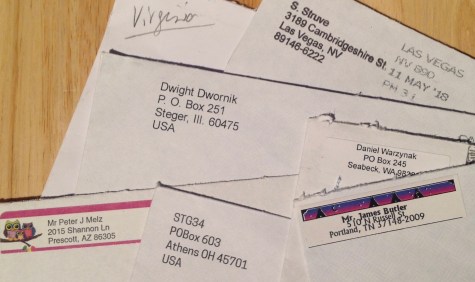 Virginia
S. Struve
3189 Cambridgeshire St.
Las Vegas, NV
89146-6222
LAS VEGAS
NV 890
11 MAY '18
PM 3
Dwight Dwornik
P. O. Box 251
Steger, Ill. 60475
USA
Daniel Warzynak
PO Box 245
Seabeck, WA
Mr Peter J Melz
2015 Shannon Ln
Prescott, AZ 86305
STG34
POBox 603
Athens OH 45701
USA
Mr. James Butler
510 N Russell St.
Portland, TN 37148-2009